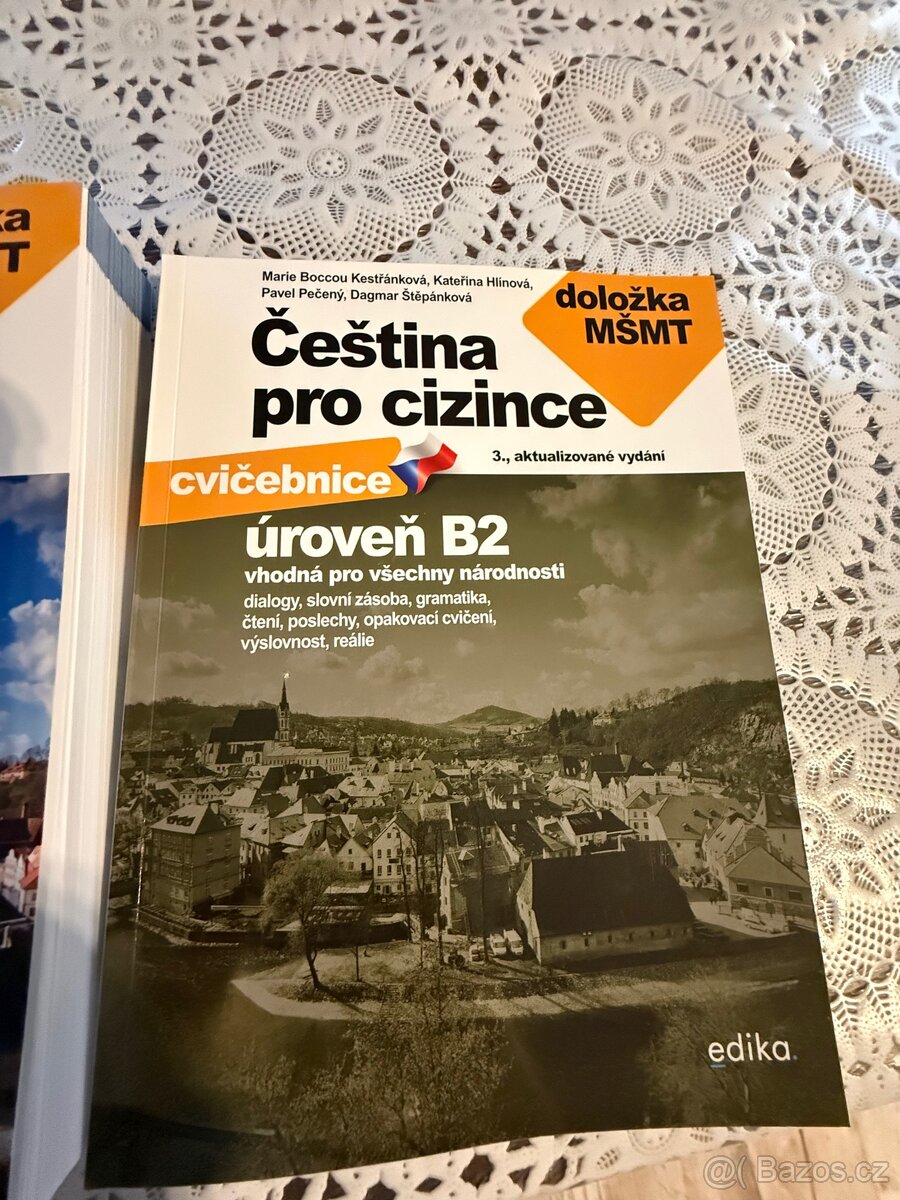 ka
T
Marie Boccou Kestřánková, Kateřina Hlínová,
Pavel Pečený, Dagmar Štěpánková
doložka
MŠMT
Čeština
pro cizince
3., aktualizované vydání
cvičebnice
úroveň B2
vhodná pro všechny národnosti
dialogy, slovní zásoba, gramatika,
čtení, poslechy, opakovací cvičení,
výslovnost, reálie
edika.
@( Bazos.cz